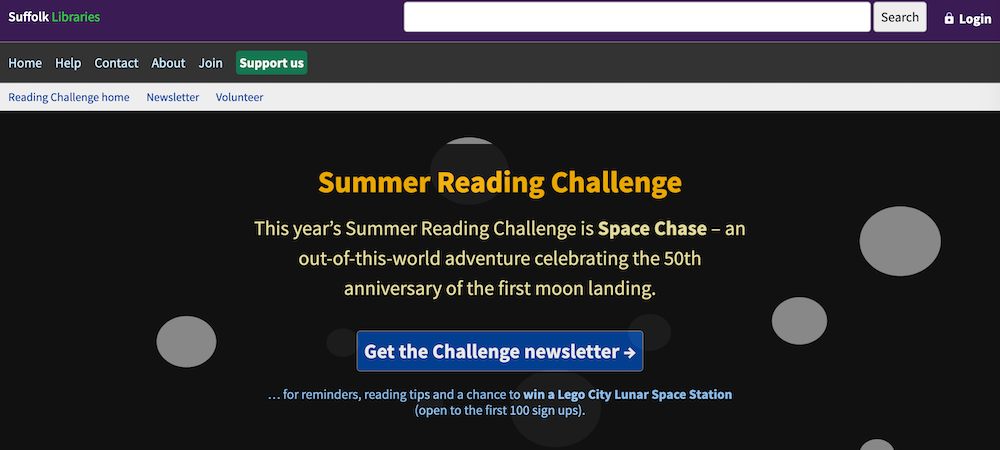 Suffolk Libraries
Search
Login
Home Help Contact About Join Support us
Reading Challenge home Newsletter Volunteer
Summer Reading Challenge
This year’s Summer Reading Challenge is Space Chase – an
out-of-this-world adventure celebrating the 50th
anniversary of the first moon landing.
Get the Challenge newsletter →
… for reminders, reading tips and a chance to win a Lego City Lunar Space Station
(open to the first 100 sign ups).